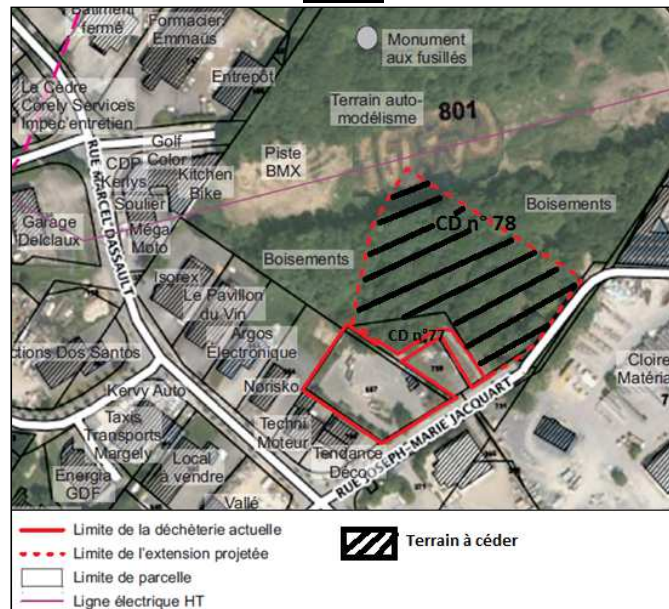 Bâtiment
fermé
Formacier
Emmaüs
Entrepôt
Monument
aux fusillés
Le Cèdre
Corely Services
Impec'entretien
Terrain auto-
modélisme
801
RUE MARCEL DASSAULT
Golf
Color
CDP
Kerlys
Kitchen
Bike
Soulier
Piste
BMX
Garage
Delclaux
Méga
Moto
CD n° 78
Boisements
Boisements
Isorex
Le Pavillon
du Vin
Argos
Electronique
CD n°77
ctions Dos Santos
Norisko
Cloire
Matéria
Kervy Auto
Techni
Moteur
Taxis
Transports
Margely
Tendance
Déco
RUE JOSEPH-MARIE JACQUART
Local
à vendre
Energia
GDF
Vallé
Limite de la déchèterie actuelle
Limite de l'extension projetée
Limite de parcelle
Ligne électrique HT
Terrain à céder